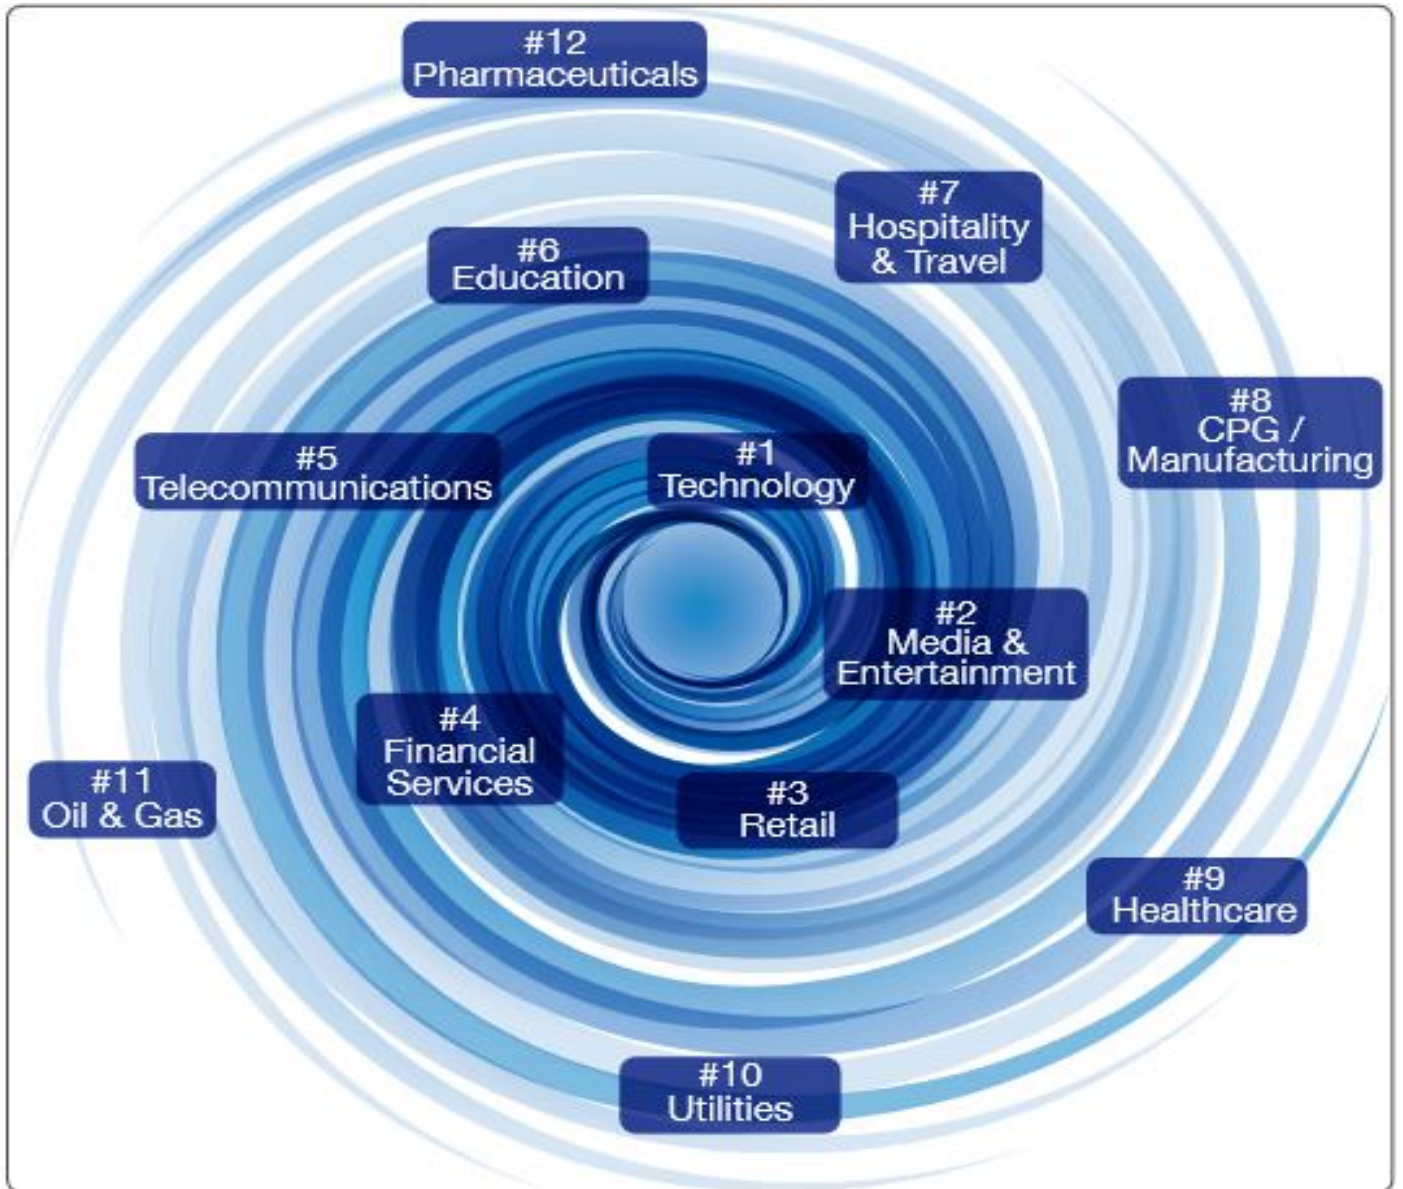 #12
Pharmaceuticals
#7
Hospitality
& Travel
#6
Education
#8
CPG /
Manufacturing
#5
Telecommunications
#1
Technology
#2
Media &
Entertainment
#4
Financial
Services
#11
Oil & Gas
#3
Retail
#9
Healthcare
#10
Utilities